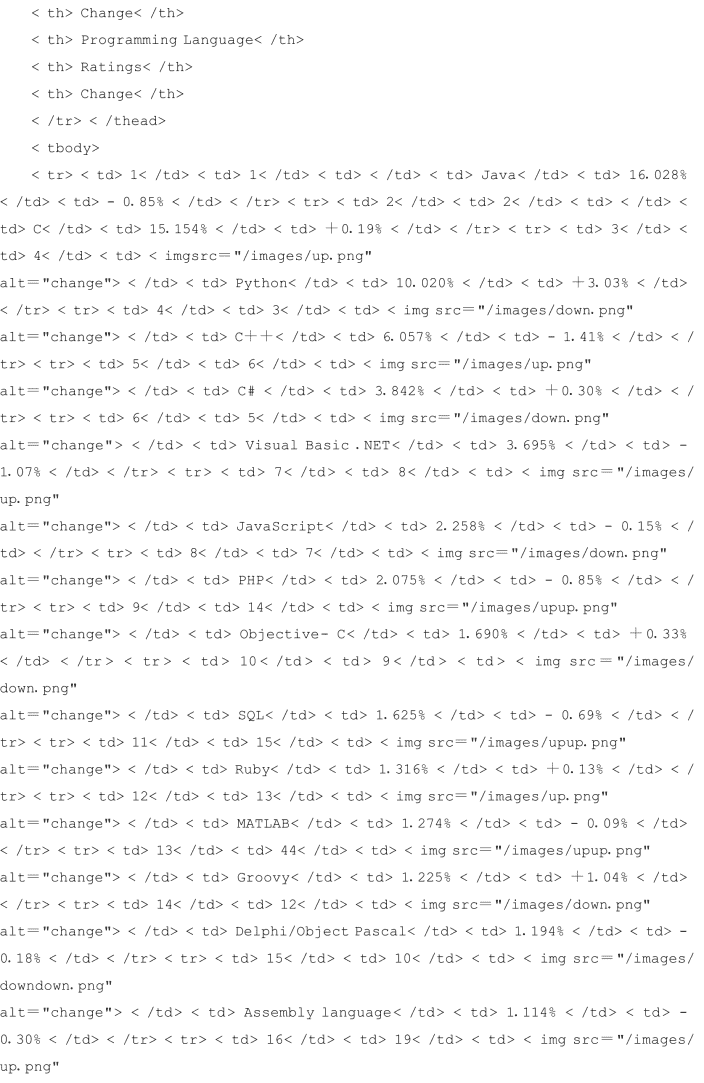 < th> Change< /th>
< th> Programming Language< /th>
< th> Ratings< /th>
< th> Change< /th>
< /tr> < /thead>
< tbody>
< tr> < td> 1< /td> < td> 1< /td> < td> < /td> < td> Java< /td> < td> 16.028%
< /td> < td> - 0.85% < /td> < /tr> < tr> < td> 2< /td> < td> 2< /td> < td> < /td> <
td> C< /td> < td> 15.154% < /td> < td> +0.19% < /td> < /tr> < tr> < td> 3< /td> <
td> 4< /td> < td> < imgsrc="/images/up.png"
alt="change"> < /td> < td> Python< /td> < td> 10.020% < /td> < td> +3.03% < /td>
< /tr> < tr> < td> 4< /td> < td> 3< /td> < td> < img src="/images/down.png"
alt="change"> < /td> < td> C++< /td> < td> 6.057% < /td> < td> - 1.41% < /td> < /
tr> < tr> < td> 5< /td> < td> 6< /td> < td> < img src="/images/up.png"
alt="change"> < /td> < td> C# < /td> < td> 3.842% < /td> < td> +0.30% < /td> < /
tr> < tr> < td> 6< /td> < td> 5< /td> < td> < img src="/images/down.png"
alt="change"> < /td> < td> Visual Basic .NET< /td> < td> 3.695% < /td> < td> -
1.07% < /td> < /tr> < tr> < td> 7< /td> < td> 8< /td> < td> < img src="/images/
up.png"
alt="change"> < /td> < td> JavaScript< /td> < td> 2.258% < /td> < td> - 0.15% < /
td> < /tr> < tr> < td> 8< /td> < td> 7< /td> < td> < img src="/images/down.png"
alt="change"> < /td> < td> PHP< /td> < td> 2.075% < /td> < td> - 0.85% < /td> < /
tr> < tr> < td> 9< /td> < td> 14< /td> < td> < img src="/images/upup.png"
alt="change"> < /td> < td> Objective- C< /td> < td> 1.690% < /td> < td> +0.33%
< /td> < /tr> < tr> < td> 10< /td> < td> 9< /td> < td> < img src="/images/
down.png"
alt="change"> < /td> < td> SQL< /td> < td> 1.625% < /td> < td> - 0.69% < /td> < /
tr> < tr> < td> 11< /td> < td> 15< /td> < td> < img src="/images/upup.png"
alt="change"> < /td> < td> Ruby< /td> < td> 1.316% < /td> < td> +0.13% < /td> < /
tr> < tr> < td> 12< /td> < td> 13< /td> < td> < img src="/images/up.png"
alt="change"> < /td> < td> MATLAB< /td> < td> 1.274% < /td> < td> - 0.09% < /td>
< /tr> < tr> < td> 13< /td> < td> 44< /td> < td> < img src="/images/upup.png"
alt="change"> < /td> < td> Groovy< /td> < td> 1.225% < /td> < td> +1.04% < /td>
< /tr> < tr> < td> 14< /td> < td> 12< /td> < td> < img src="/images/down.png"
alt="change"> < /td> < td> Delphi/Object Pascal< /td> < td> 1.194% < /td> < td> -
0.18% < /td> < /tr> < tr> < td> 15< /td> < td> 10< /td> < td> < img src="/images/
downdown.png"
alt="change"> < /td> < td> Assembly language< /td> < td> 1.114% < /td> < td> -
0.30% < /td> < /tr> < tr> < td> 16< /td> < td> 19< /td> < td> < img src="/images/
up.png"